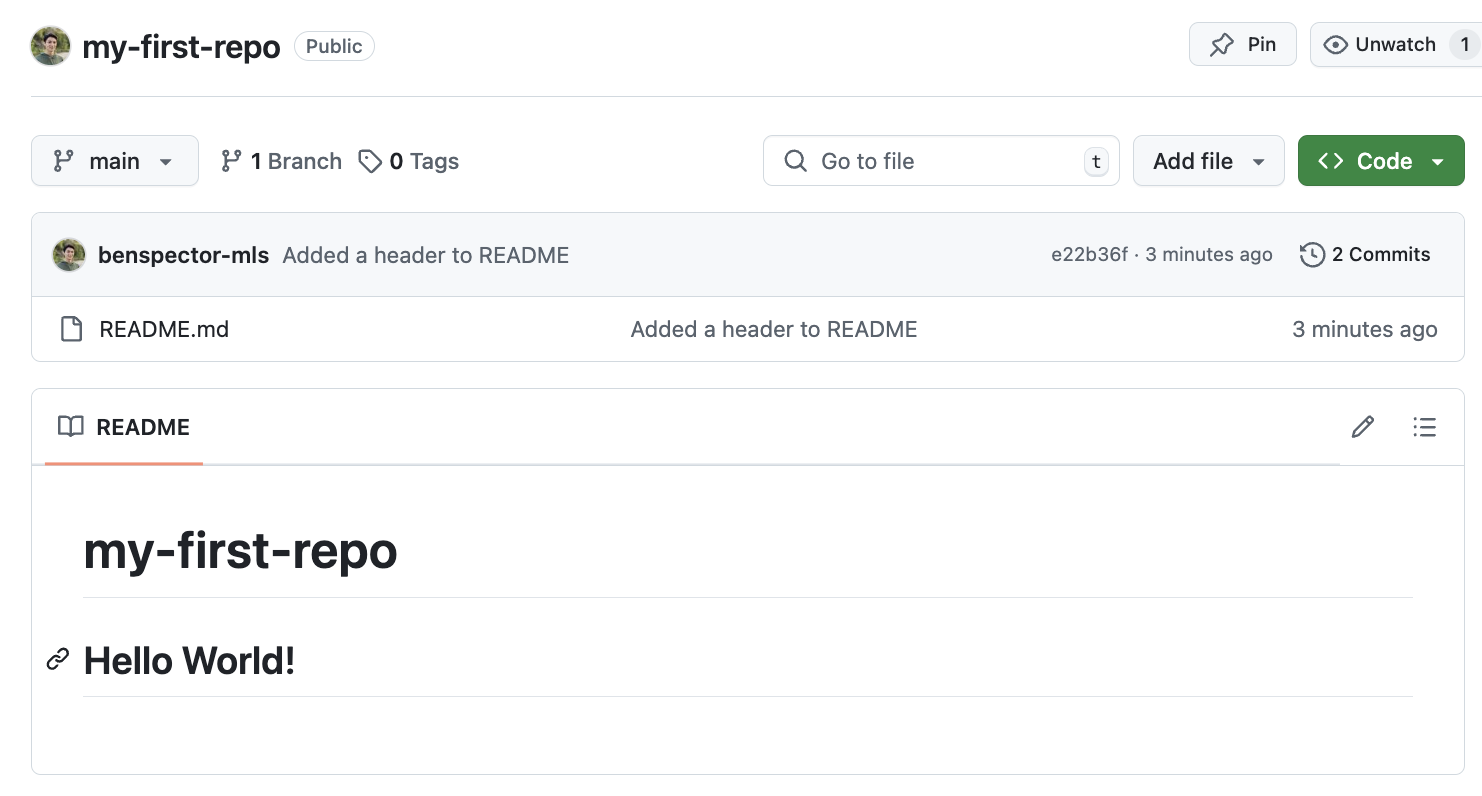 my-first-repo Public Pin Unwatch 1
main 1 Branch 0 Tags Go to file t Add file Code
benspector-mls Added a header to README e22b36f · 3 minutes ago 2 Commits
README.md Added a header to README 3 minutes ago
README
my-first-repo
Hello World!